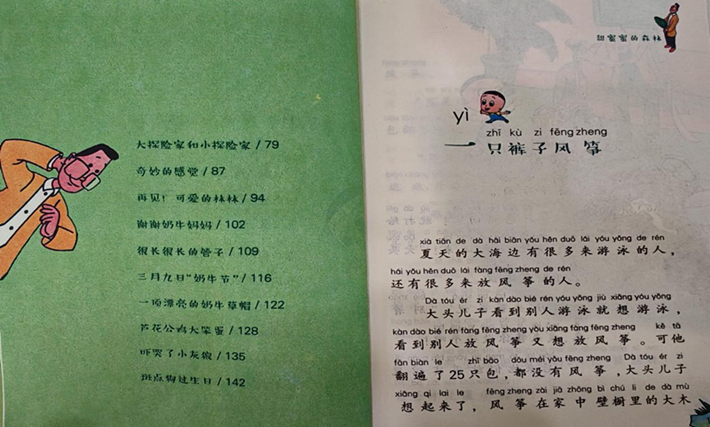 大探险家和小探险家 / 79
奇妙的感觉 / 87
再见！可爱的林林 / 94
谢谢奶牛妈妈 / 102
很长很长的管子 / 109
三月九日“奶牛节” / 116
一顶漂亮的奶牛草帽 / 122
芦花公鸡大笨蛋 / 128
吓哭了小灰狼 / 135
斑点狗过生日 / 142
甜蜜蜜的森林
yì zhī kù zi fēng zheng
一只裤子风筝
xià tiān de dà hǎi biān yǒu hěn duō lái yóu yǒng de rén
夏天的大海边有很多来游泳的人，
hái yǒu hěn duō lái fàng fēng zheng de rén
还有很多来放风筝的人。
Dà tóu ér zi kàn dào bié rén yóu yǒng jiù xiǎng yóu yǒng
大头儿子看到别人游泳就想游泳，
kàn dào bié rén fàng fēng zheng yòu xiǎng fàng fēng zheng kě tā
看到别人放风筝又想放风筝。可他
fān biàn le zhī bāo dōu méi yǒu fēng zheng Dà tóu ér zi
翻遍了25只包，都没有风筝，大头儿子
xiǎng qi lai le fēng zheng zài jiā zhōng bì chú li de dà mù
想起来了，风筝在家中壁橱里的大木